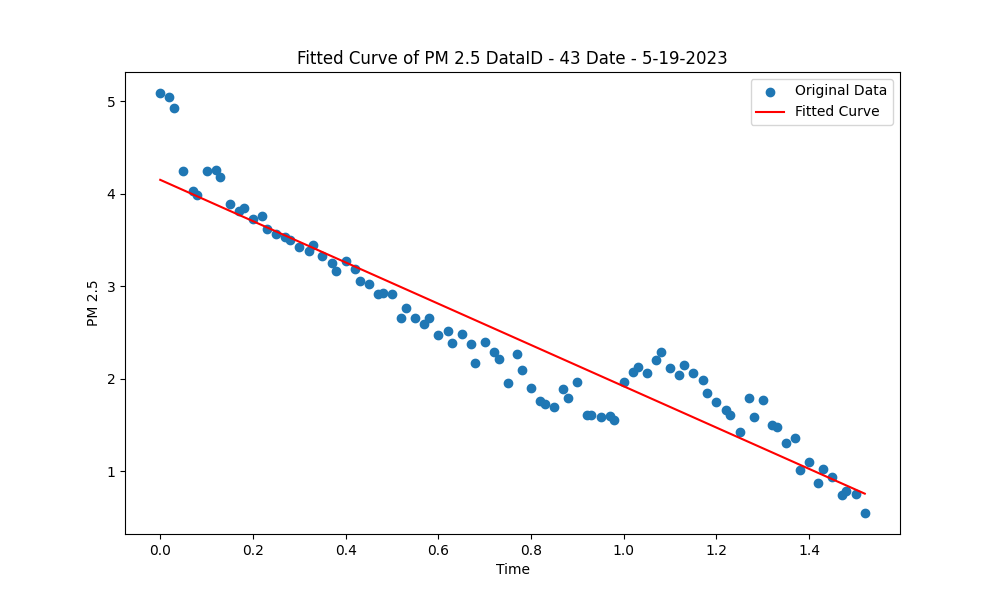 Fitted Curve of PM 2.5 DataID - 43 Date - 5-19-2023
Original Data
Fitted Curve
PM 2.5
5
4
3
2
1
0.0 0.2 0.4 0.6 0.8 1.0 1.2 1.4
Time